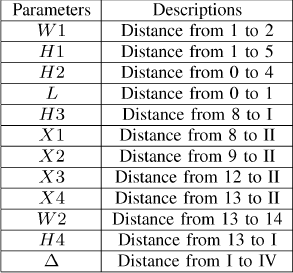 Parameters Descriptions
W1 Distance from 1 to 2
H1 Distance from 1 to 5
H2 Distance from 0 to 4
L Distance from 0 to 1
H3 Distance from 8 to I
X1 Distance from 8 to II
X2 Distance from 9 to II
X3 Distance from 12 to II
X4 Distance from 13 to II
W2 Distance from 13 to 14
H4 Distance from 13 to I
Δ Distance from I to IV